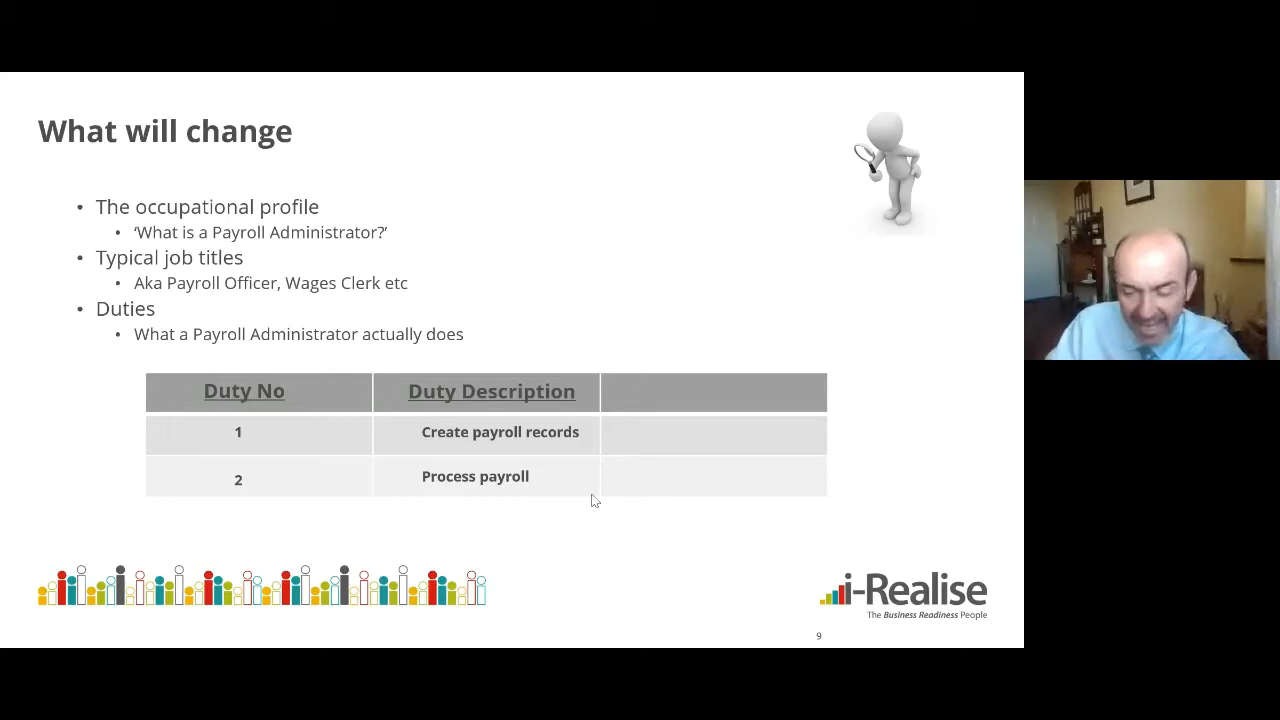 What will change
• The occupational profile
• ‘What is a Payroll Administrator?’
• Typical job titles
• Aka Payroll Officer, Wages Clerk etc
• Duties
• What a Payroll Administrator actually does
Duty No Duty Description
1 Create payroll records
2 Process payroll
i-Realise
The Business Readiness People
9